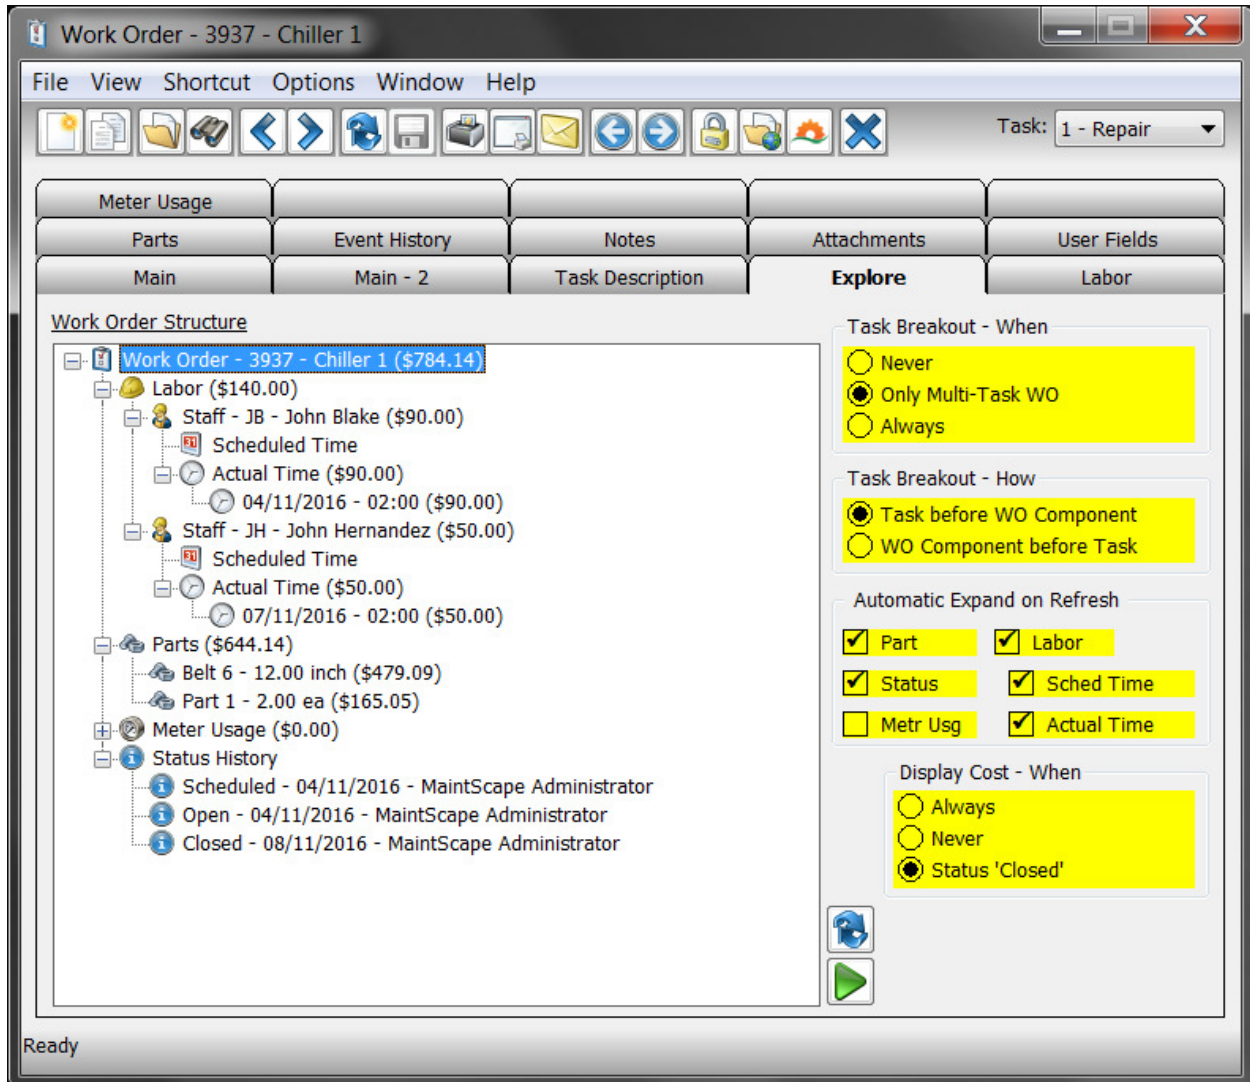 Work Order - 3937 - Chiller 1
File View Shortcut Options Window Help
Task: 1 - Repair
Meter Usage
Parts Event History Notes Attachments User Fields
Main Main - 2 Task Description Explore Labor
Work Order Structure
Work Order - 3937 - Chiller 1 ($784.14)
Labor ($140.00)
Staff - JB - John Blake ($90.00)
31 Scheduled Time
Actual Time ($90.00)
04/11/2016 - 02:00 ($90.00)
Staff - JH - John Hernandez ($50.00)
31 Scheduled Time
Actual Time ($50.00)
07/11/2016 - 02:00 ($50.00)
Parts ($644.14)
Belt 6 - 12.00 inch ($479.09)
Part 1 - 2.00 ea ($165.05)
Meter Usage ($0.00)
Status History
Scheduled - 04/11/2016 - MaintScape Administrator
Open - 04/11/2016 - MaintScape Administrator
Closed - 08/11/2016 - MaintScape Administrator
Task Breakout - When
Never
Only Multi-Task WO
Always
Task Breakout - How
Task before WO Component
WO Component before Task
Automatic Expand on Refresh
Part Labor
Status Sched Time
Metr Usg Actual Time
Display Cost - When
Always
Never
Status 'Closed'
Ready